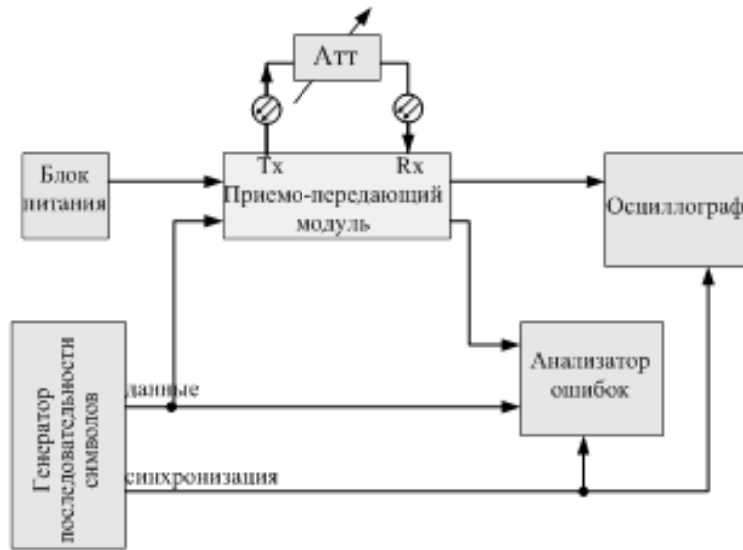 Атт
Tx
Rx
Блок
питания
Приемо-передающий
модуль
Осциллограф
Генератор
последовательности
символов
данные
Анализатор
ошибок
синхронизация